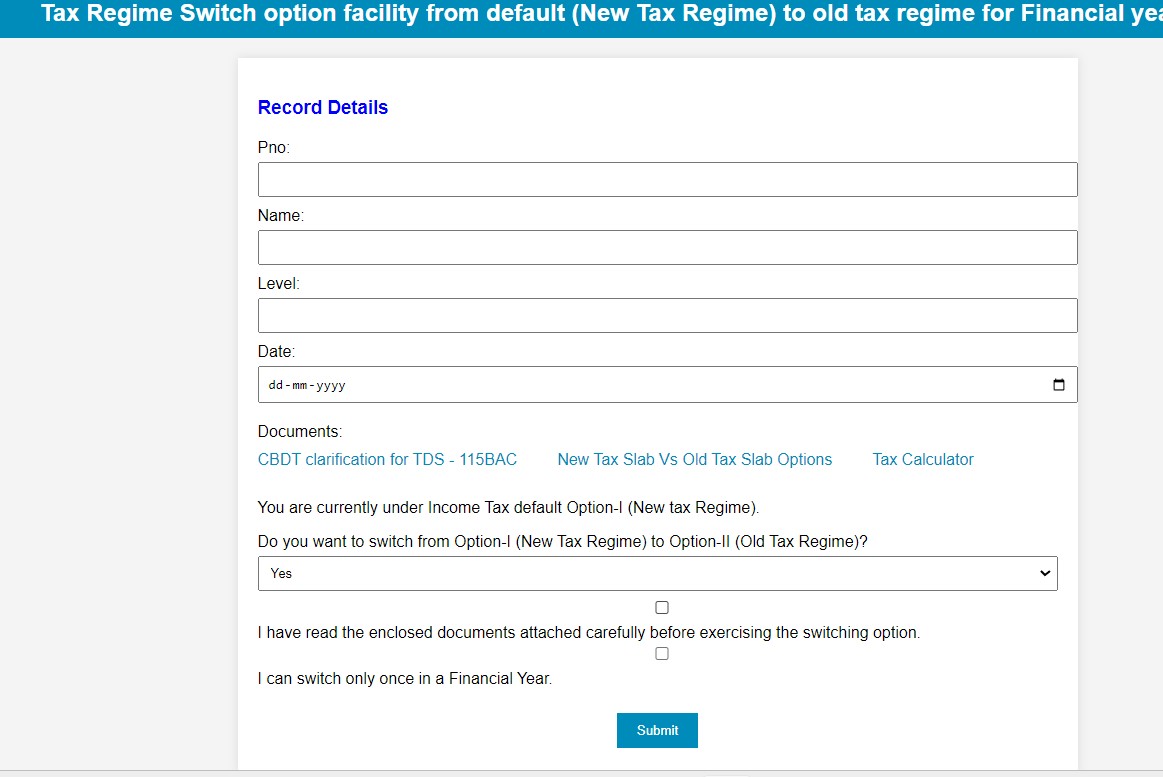 Tax Regime Switch option facility from default (New Tax Regime) to old tax regime for Financial
Record Details
Pno:
Name:
Level:
Date:
dd-mm-yyyy
Documents:
CBDT clarification for TDS - 115BAC New Tax Slab Vs Old Tax Slab Options Tax Calculator
You are currently under Income Tax default Option-I (New tax Regime).
Do you want to switch from Option-I (New Tax Regime) to Option-II (Old Tax Regime)?
Yes
I have read the enclosed documents attached carefully before exercising the switching option.
I can switch only once in a Financial Year.
Submit